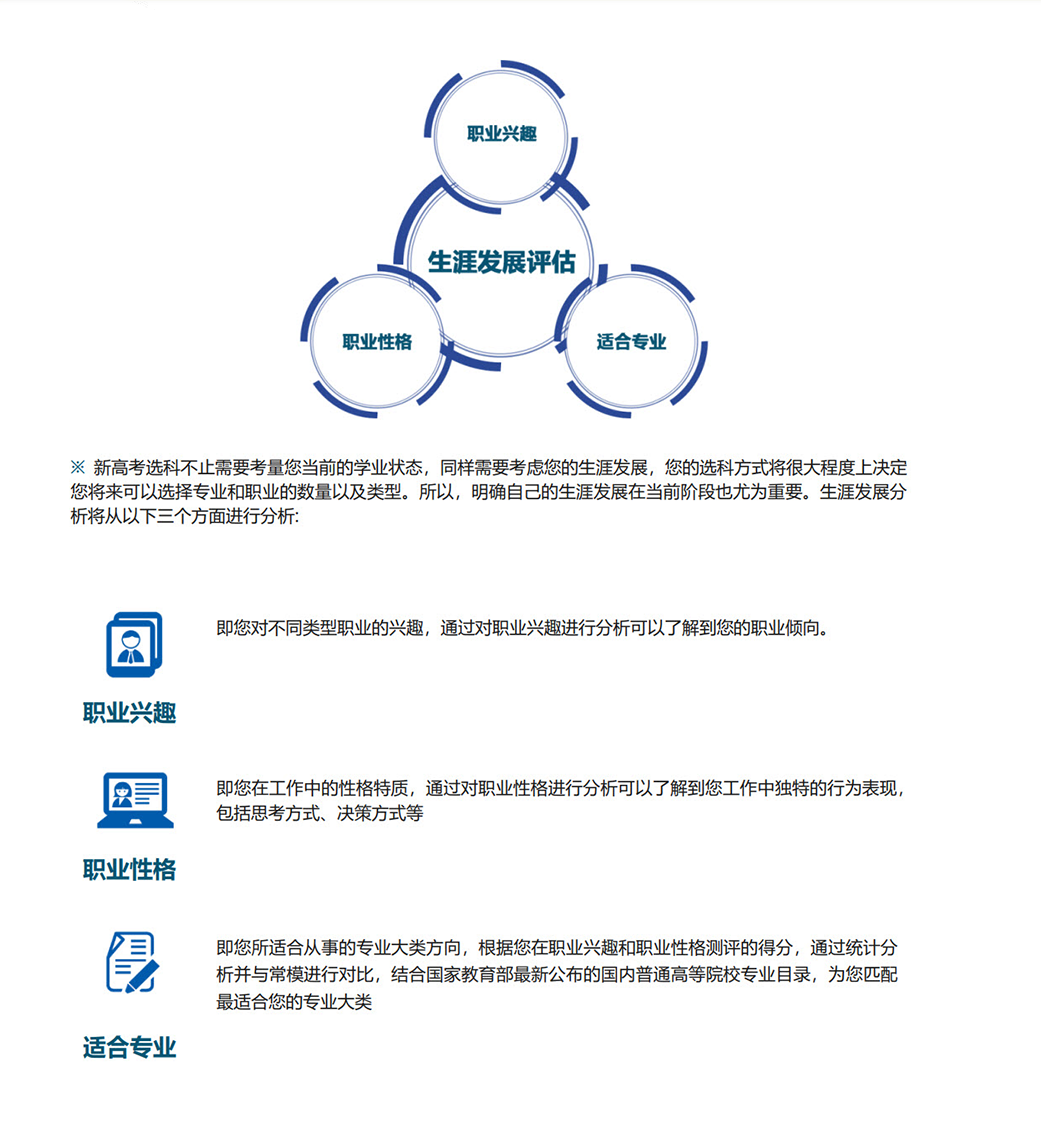 职业兴趣
生涯发展评估
职业性格
适合专业
※ 新高考选科不止需要考量您当前的学业状态，同样需要考虑您的生涯发展，您的选科方式将很大程度上决定
您将来可以选择专业和职业的数量以及类型。所以，明确自己的生涯发展在当前阶段也尤为重要。生涯发展分
析将从以下三个方面进行分析:
即您对不同类型职业的兴趣，通过对职业兴趣进行分析可以了解到您的职业倾向。
职业兴趣
即您在工作中的性格特质，通过对职业性格进行分析可以了解到您工作中独特的行为表现，
包括思考方式、决策方式等
职业性格
即您所适合从事的专业大类方向，根据您在职业兴趣和职业性格测评的得分，通过统计分
析并与常模进行对比，结合国家教育部最新公布的国内普通高等院校专业目录，为您匹配
最适合您的专业大类
适合专业